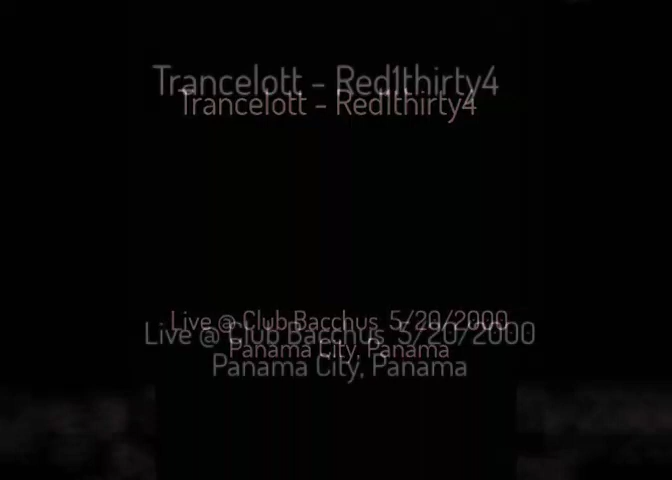 Trancelott - Red1thirty4
Trancelott - Red1thirty4
Live @ Club Bacchus 5/20/2000
Live @ Club Bacchus 5/20/2000
Panama City, Panama
Panama City, Panama